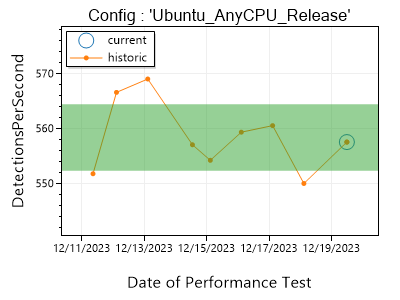 Config : 'Ubuntu_AnyCPU_Release'
current
historic
DetectionsPerSecond
570
560
550
12/11/2023 12/13/2023 12/15/2023 12/17/2023 12/19/2023
Date of Performance Test